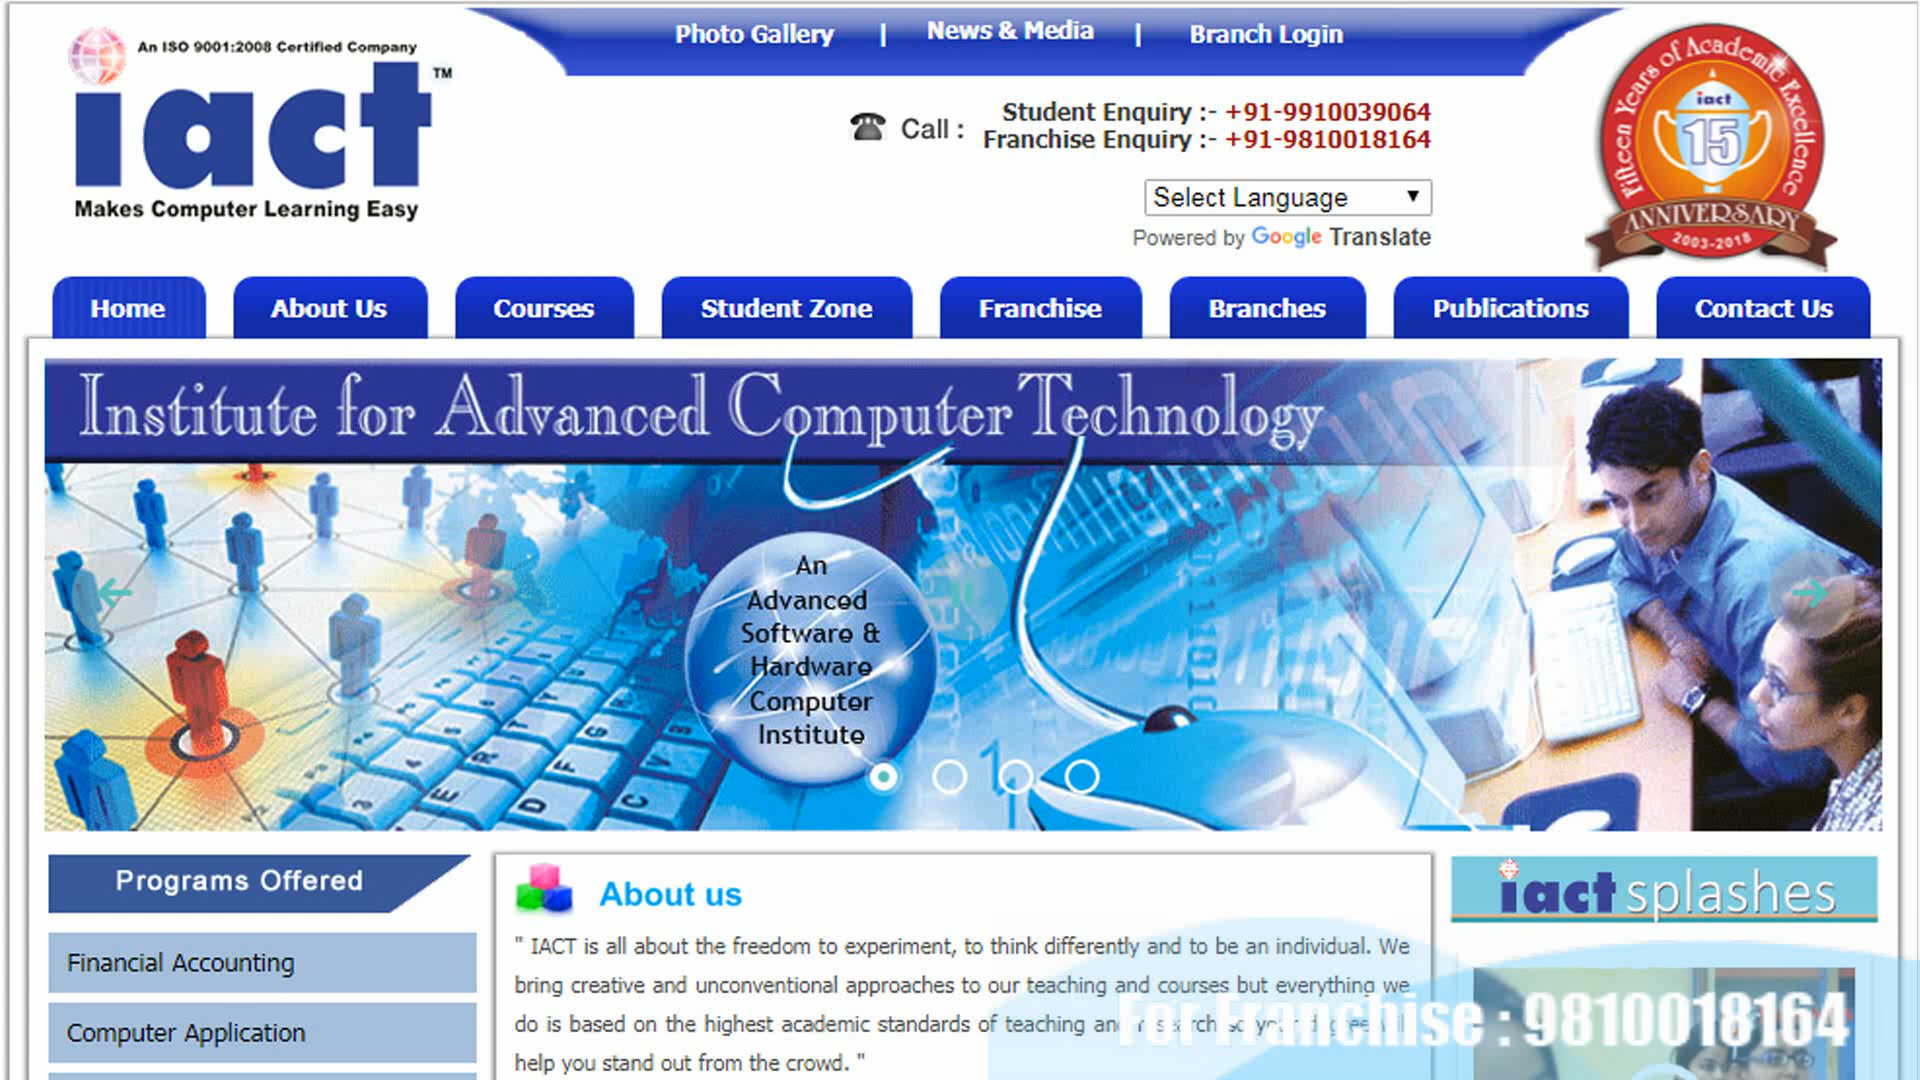 Photo Gallery | News & Media | Branch Login
An ISO 9001:2008 Certified Company
iact TM
Makes Computer Learning Easy
Call :
Student Enquiry :- +91-9910039064
Franchise Enquiry :- +91-9810018164
Select Language
Powered by Google Translate
Fifteen Years of Academic Excellence
iact
15
ANNIVERSARY
2003-2018
Home
About Us
Courses
Student Zone
Franchise
Branches
Publications
Contact Us
Institute for Advanced Computer Technology
An
Advanced
Software &
Hardware
Computer
Institute
Programs Offered
Financial Accounting
Computer Application
About us
" IACT is all about the freedom to experiment, to think differently and to be an individual. We
bring creative and unconventional approaches to our teaching and courses but everything we
do is based on the highest academic standards of teaching and research so your degree will
help you stand out from the crowd. "
iact splashes
For Franchise : 9810018164